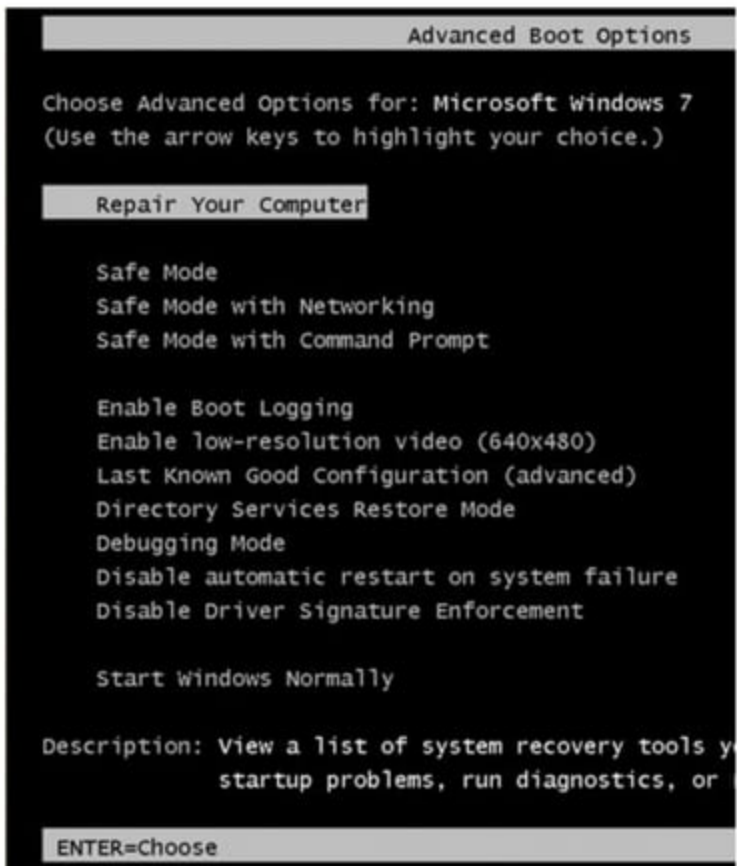 Advanced Boot Options
Choose Advanced Options for: Microsoft Windows 7
(Use the arrow keys to highlight your choice.)
Repair Your Computer
Safe Mode
Safe Mode with Networking
Safe Mode with Command Prompt
Enable Boot Logging
Enable low-resolution video (640x480)
Last Known Good Configuration (advanced)
Directory Services Restore Mode
Debugging Mode
Disable automatic restart on system failure
Disable Driver Signature Enforcement
Start Windows Normally
Description: View a list of system recovery tools
startup problems, run diagnostics, or
ENTER=Choose